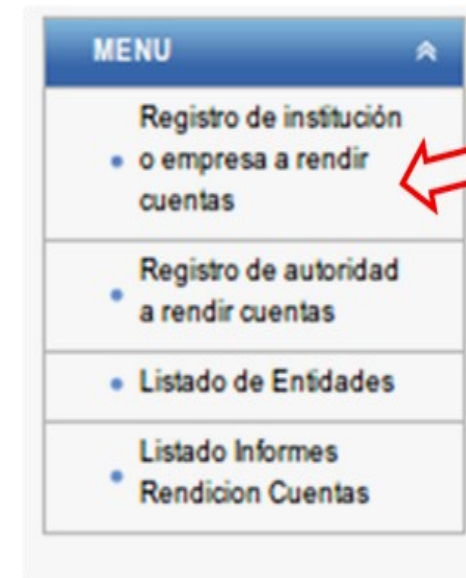 MENU
Registro de institución
o empresa a rendir
cuentas
Registro de autoridad
a rendir cuentas
Listado de Entidades
Listado Informes
Rendicion Cuentas